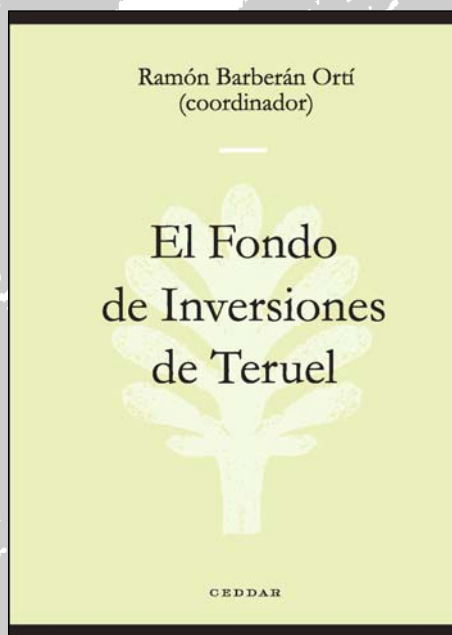 Ramón Barberán Ortí
(coordinador)
El Fondo
de Inversiones
de Teruel
CEDDAR